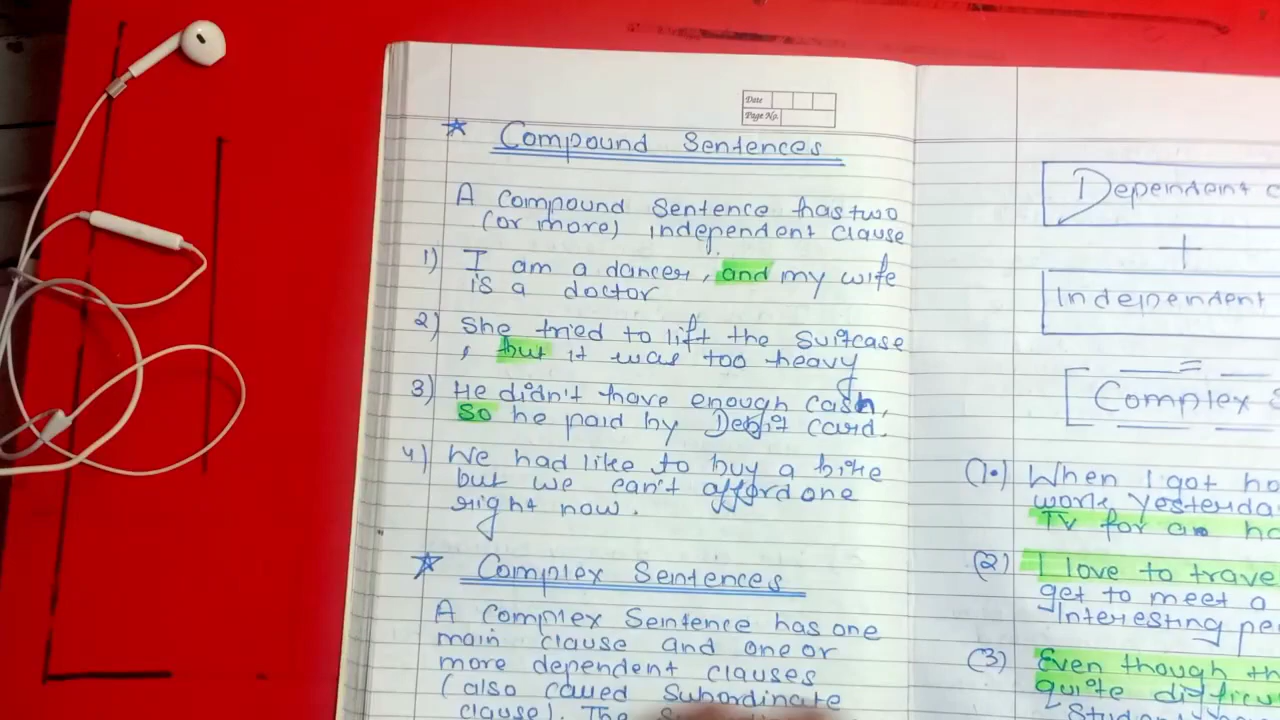 Date
Page No.
★ Compound Sentences
A compound sentence has two
(or more) independent clause
1) I am a dancer, and my wife
is a doctor
2) She tried to lift the suitcase
, but it was too heavy
3) He didn't have enough cash,
so he paid by Debit card.
4) We had like to buy a bike
but we can't afford one
right now.
★ Complex Sentences
A complex Sentence has one
main clause and one or
more dependent clauses
(also called Subordinate
clause). The
Dependent
+
Independent
=
Complex
(1.) When I got
work yesterda
TV for an
(2) I love to trave
get to meet a
Interesting pe
(3) Even though th
quite difficu